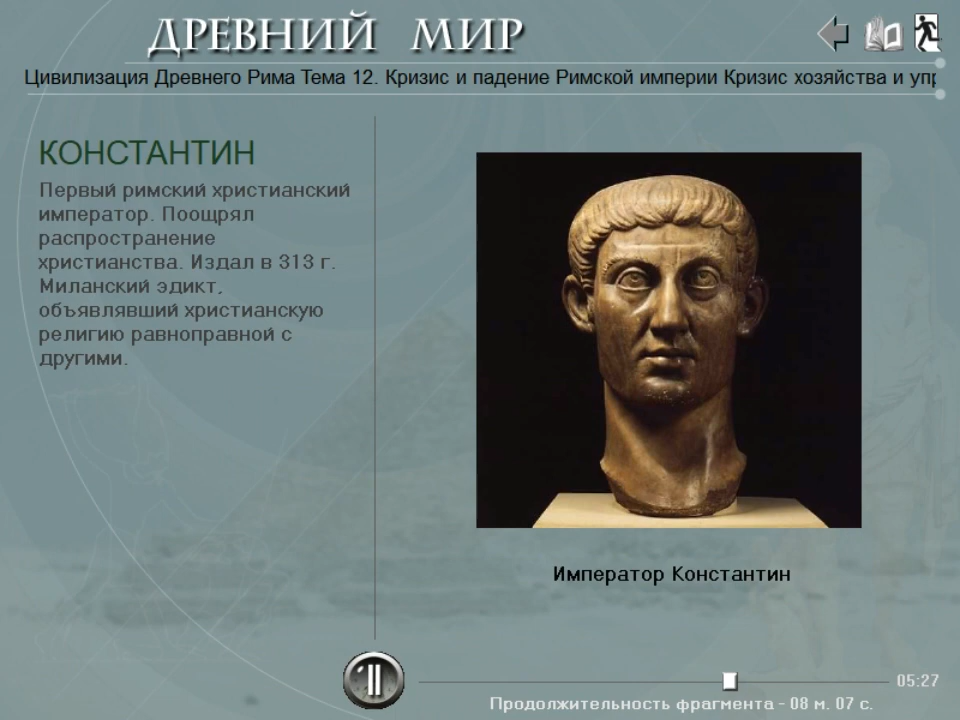 ДРЕВНИЙ МИР
Цивилизация Древнего Рима Тема 12. Кризис и падение Римской империи Кризис хозяйства и упр
КОНСТАНТИН
Первый римский христианский
император. Поощрял
распространение
христианства. Издал в 313 г.
Миланский эдикт,
объявлявший христианскую
религию равноправной с
другими.
Император Константин
05:27
Продолжительность фрагмента - 08 м. 07 с.